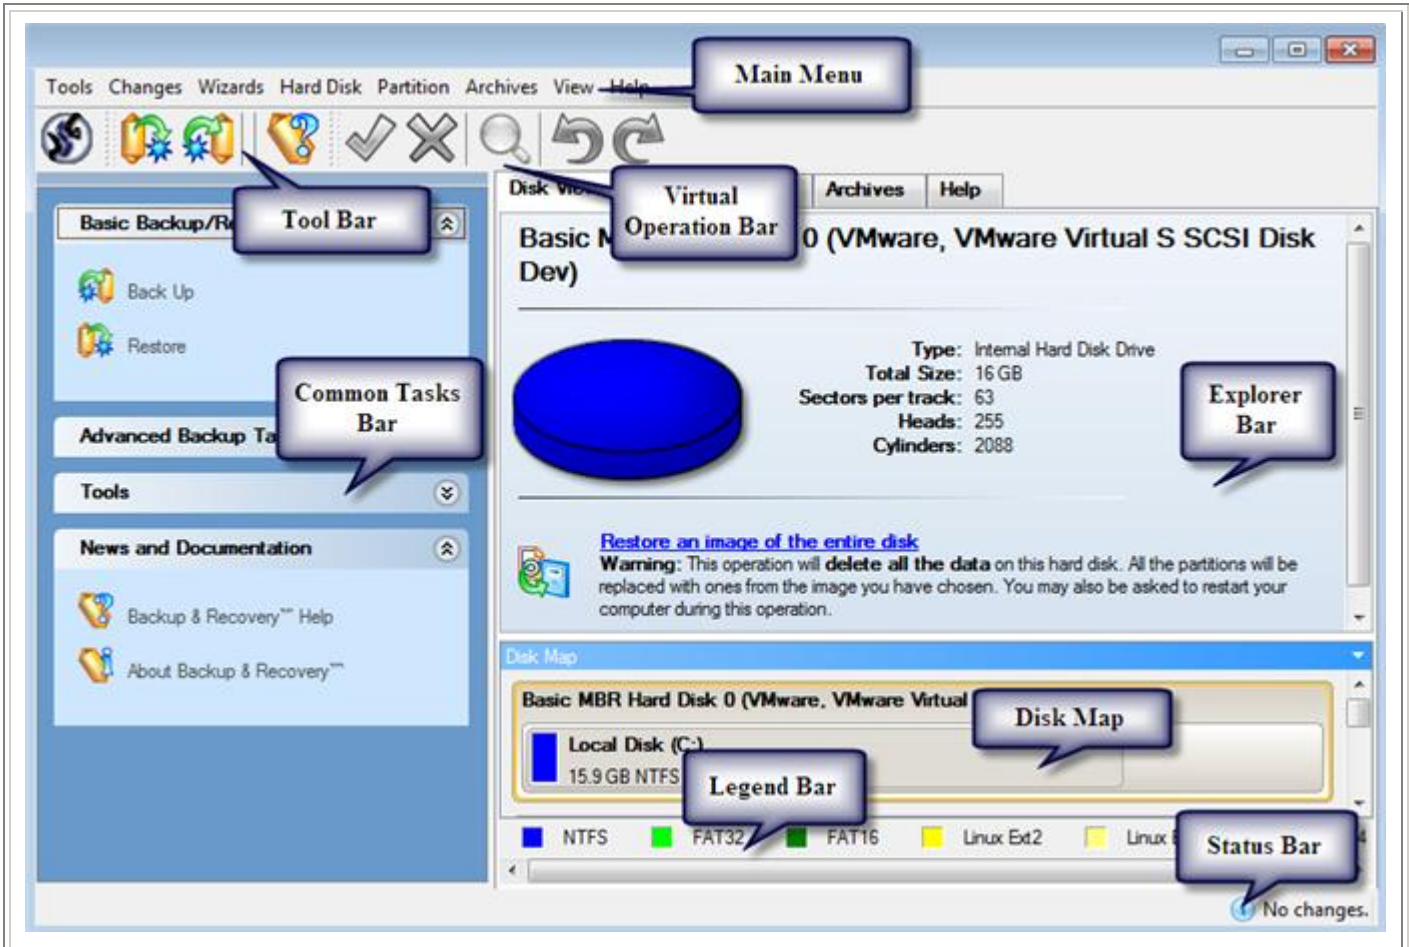 Main Menu
Tools Changes Wizards Hard Disk Partition Archives View Help
Tool Bar
Virtual
Operation Bar
Disk View
Archives
Help
Basic Backup/Re
Back Up
Restore
Common Tasks
Bar
Advanced Backup Ta
Tools
News and Documentation
Backup & Recovery™ Help
About Backup & Recovery™
Basic M 0 (VMware, VMware Virtual S SCSI Disk
Dev)
Type: Internal Hard Disk Drive
Total Size: 16 GB
Sectors per track: 63
Heads: 255
Cylinders: 2088
Explorer
Bar
Restore an image of the entire disk
Warning: This operation will delete all the data on this hard disk. All the partitions will be
replaced with ones from the image you have chosen. You may also be asked to restart your
computer during this operation.
Disk Map
Basic MBR Hard Disk 0 (VMware, VMware Virtual
Disk Map
Local Disk (C:)
15.9 GB NTFS
Legend Bar
NTFS FAT32 FAT16 Linux Ext2 Linux
Status Bar
No changes.